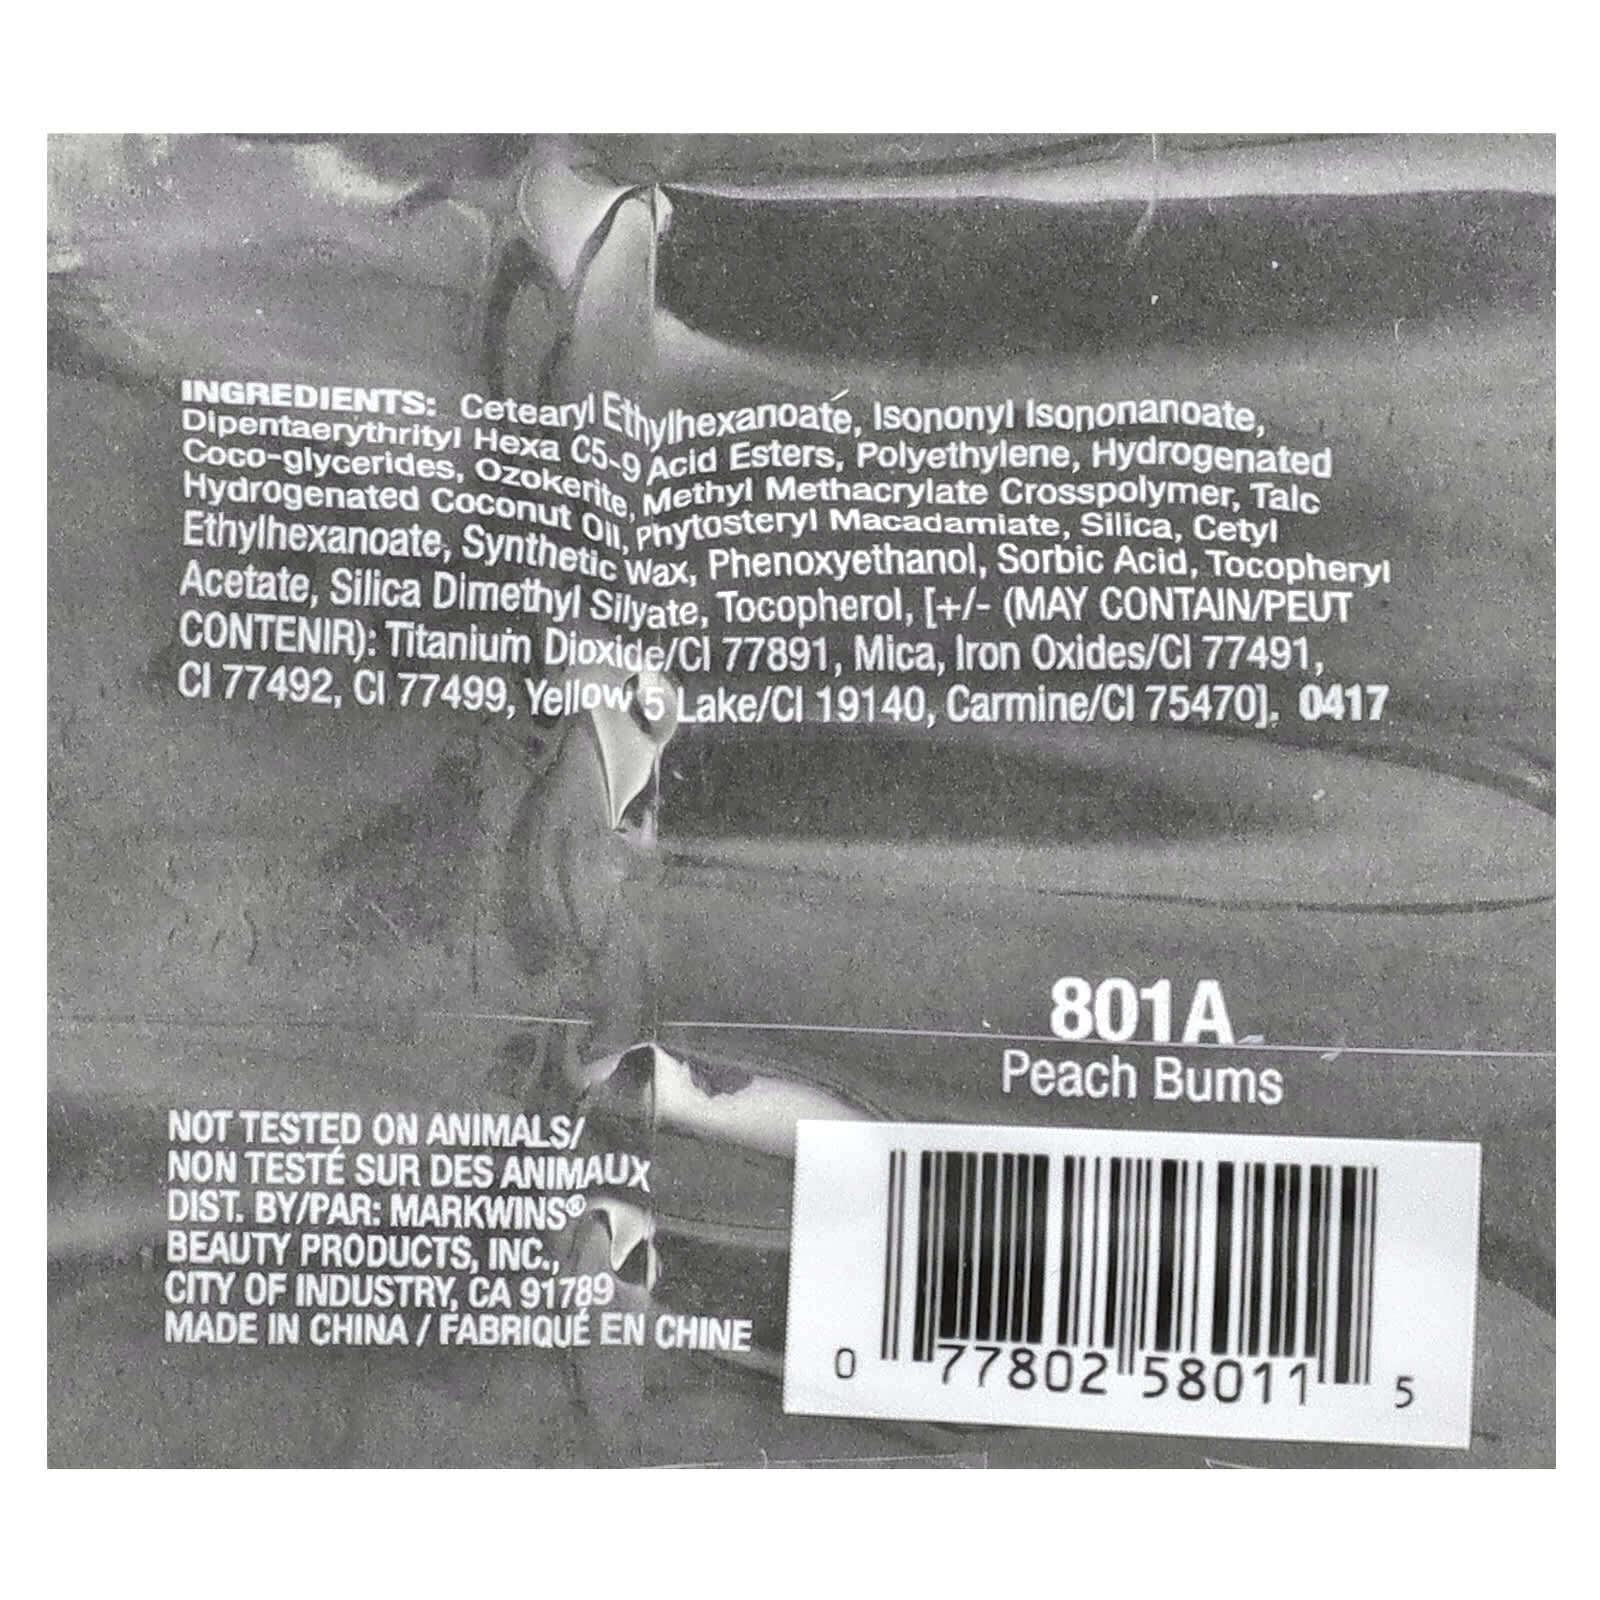 INGREDIENTS: Cetearyl Ethylhexanoate, Isononyl Isononanoate,
Dipentaerythrityl Hexa C5-9 Acid Esters, Polyethylene, Hydrogenated
Coco-glycerides, Ozokerite, Methyl Methacrylate Crosspolymer, Talc
Hydrogenated Coconut Oil, Phytosteryl Macadamiate, Silica, Cetyl
Ethylhexanoate, Synthetic Wax, Phenoxyethanol, Sorbic Acid, Tocopheryl
Acetate, Silica Dimethyl Silyate, Tocopherol, [+/- (MAY CONTAIN/PEUT
CONTENIR): Titanium Dioxide/CI 77891, Mica, Iron Oxides/CI 77491,
CI 77492, CI 77499, Yellow 5 Lake/CI 19140, Carmine/CI 75470]. 0417
801A
Peach Bums
NOT TESTED ON ANIMALS/
NON TESTÉ SUR DES ANIMAUX
DIST. BY/PAR: MARKWINS®
BEAUTY PRODUCTS, INC.,
CITY OF INDUSTRY, CA 91789
MADE IN CHINA / FABRIQUÉ EN CHINE
0 77802 58011 5